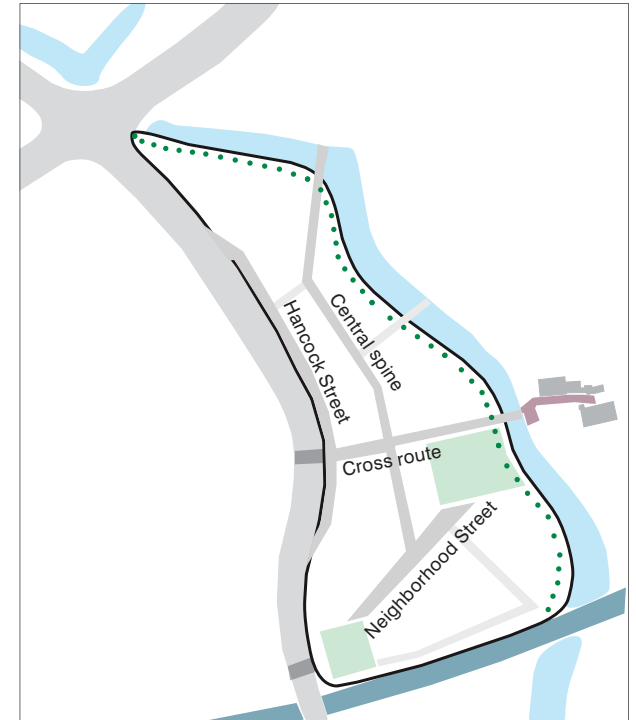 Hancock Street
Central spine
Cross route
Neighborhood Street